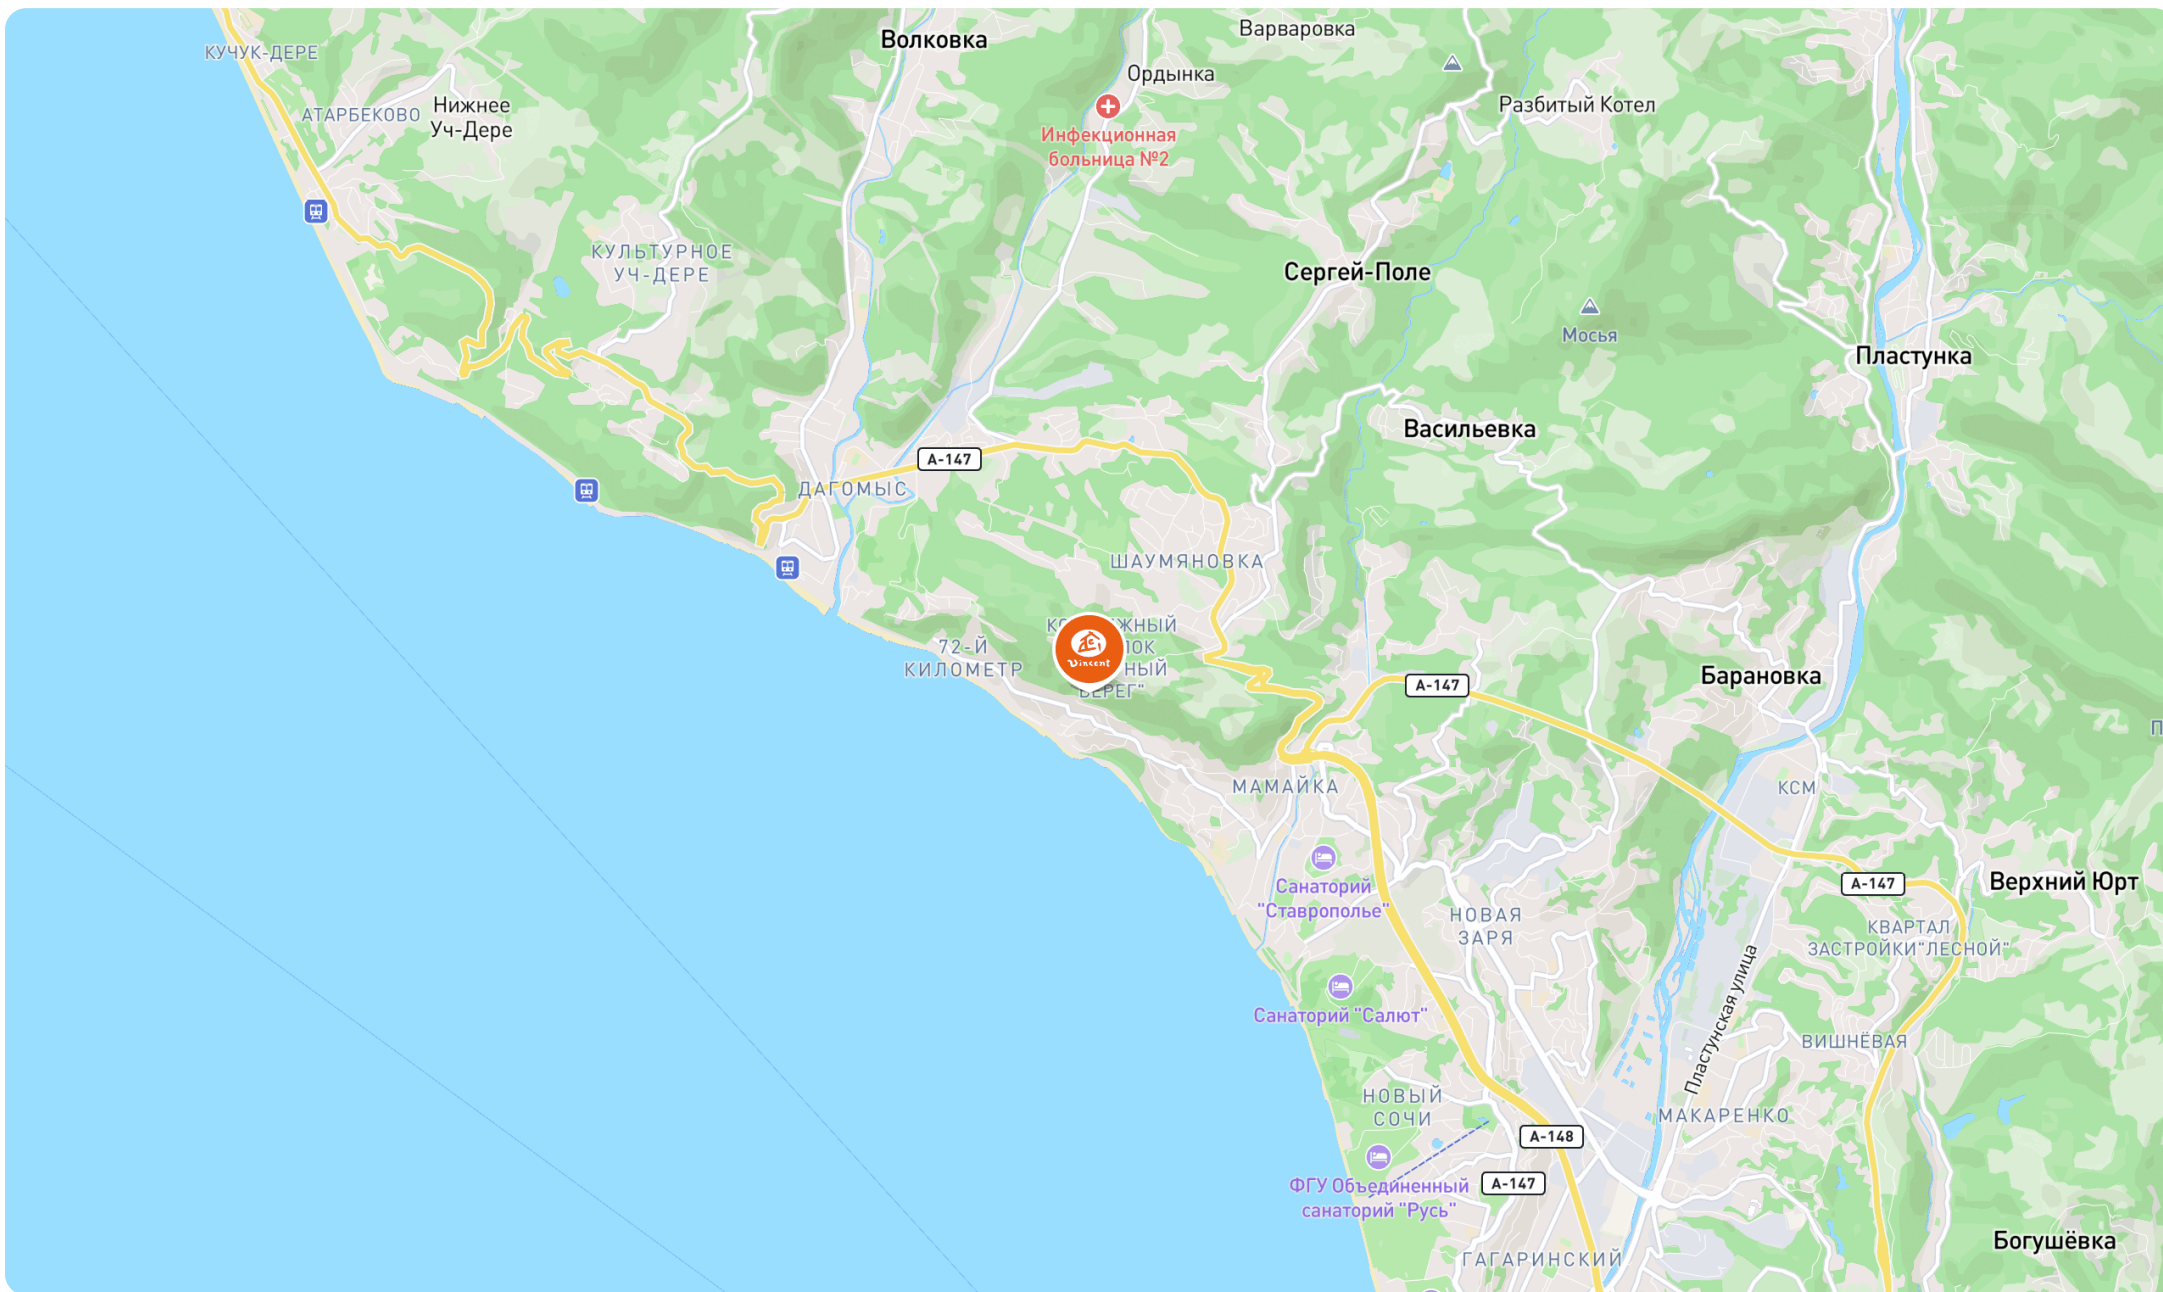 Волковка
Варваровка
КУЧУК-ДЕРЕ
Ордынка
АТАРБЕКОВО
Нижнее
Уч-Дере
Разбитый Котел
Инфекционная
больница №2
КУЛЬТУРНОЕ
УЧ-ДЕРЕ
Сергей-Поле
Мосья
Пластунка
Васильевка
А-147
ДАГОМЫС
ШАУМЯНОВКА
72-Й
КИЛОМЕТР
Vincent
БЕРЕГ"
А-147
Барановка
МАМАЙКА
КСМ
Санаторий
"Ставрополье"
А-147
Верхний Юрт
НОВАЯ
ЗАРЯ
КВАРТАЛ
ЗАСТРОЙКИ"ЛЕСНОЙ"
Санаторий "Салют"
Пластунская улица
ВИШНЁВАЯ
НОВЫЙ
СОЧИ
МАКАРЕНКО
А-148
ФГУ Объединенный
санаторий "Русь"
А-147
ГАГАРИНСКИЙ
Богушёвка